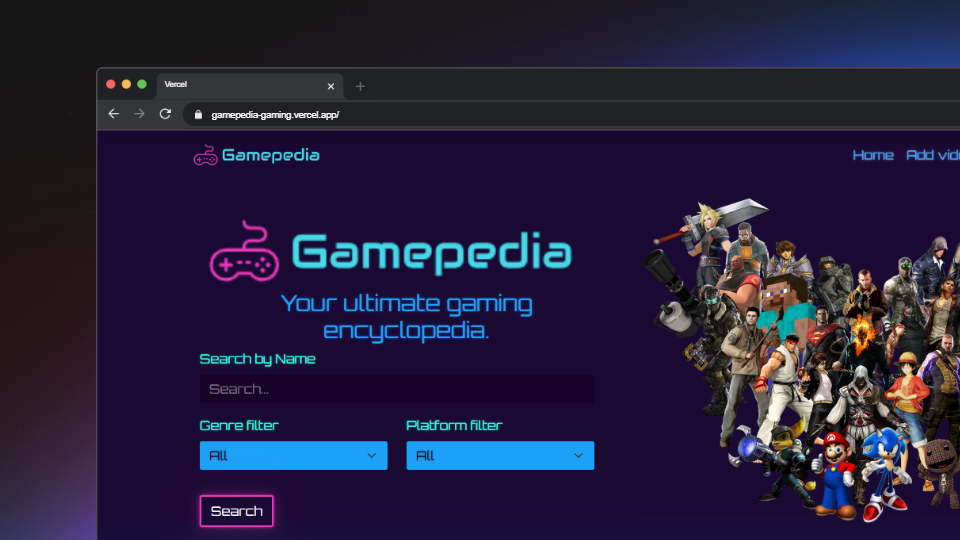 Vercel
gamepedia-gaming.vercel.app/
Gamepedia
Home Add vid
Gamepedia
Your ultimate gaming
encyclopedia.
Search by Name
Search...
Genre filter Platform filter
All All
Search